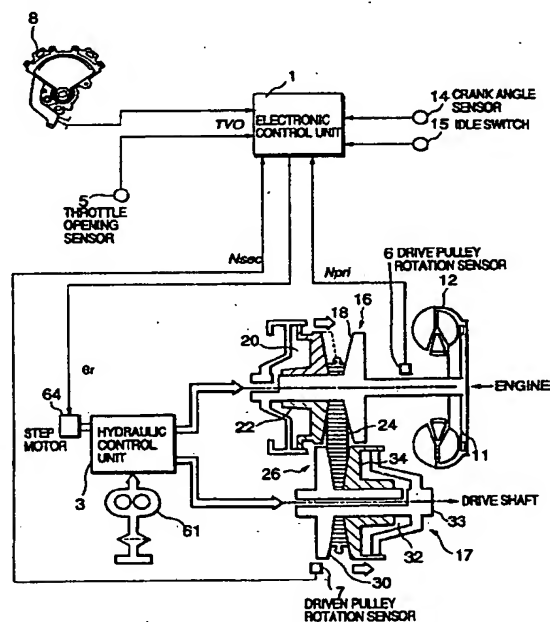 8
1
ELECTRONIC
CONTROL UNIT
14 CRANK ANGLE
SENSOR
15 IDLE SWITCH
TVO
5
THROTTLE
OPENING
SENSOR
Nsec
Npri
6 DRIVE PULLEY
ROTATION SENSOR
12
18
16
20
θr
64
STEP
MOTOR
HYDRAULIC
CONTROL
UNIT
3
22
24
ENGINE
11
26
34
61
DRIVE SHAFT
33
32
17
30
7
DRIVEN PULLEY
ROTATION SENSOR